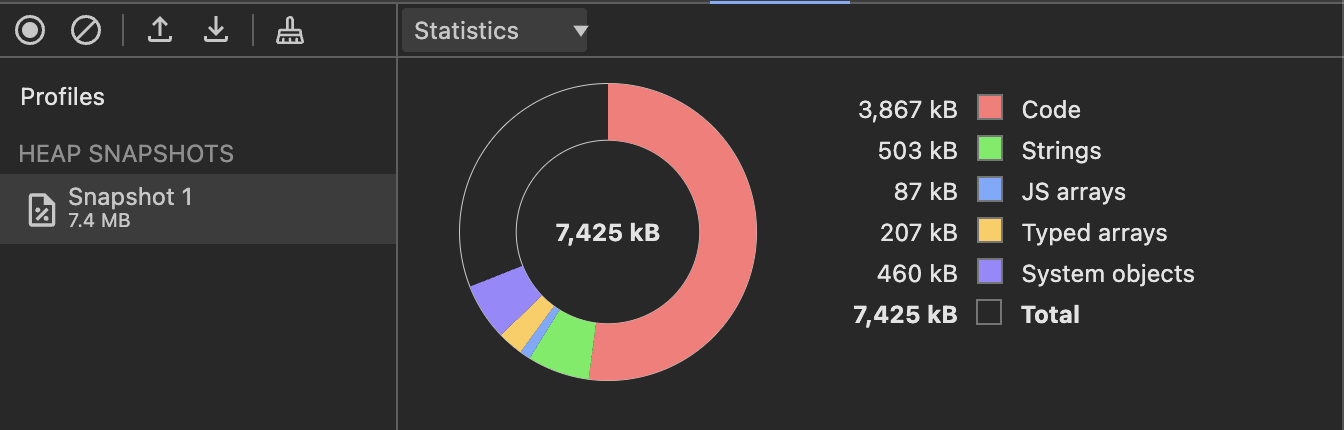 Statistics
Profiles
HEAP SNAPSHOTS
Snapshot 1
7.4 MB
7,425 kB
3,867 kB Code
503 kB Strings
87 kB JS arrays
207 kB Typed arrays
460 kB System objects
7,425 kB Total